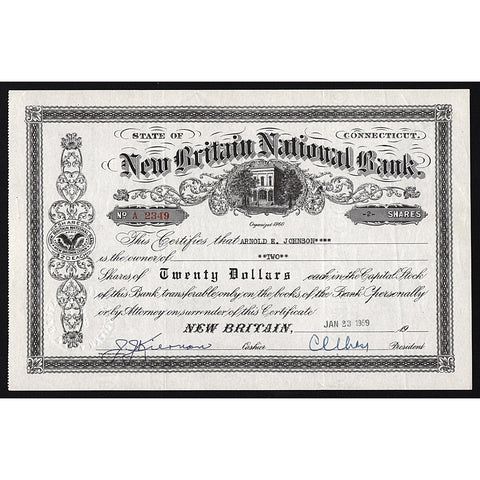 STATE OF CONNECTICUT.
New Britain National Bank.
Organized 1860
No A 2349
-2- SHARES
This Certifies that ARNOLD E. JOHNSON****
is the owner of **TWO**
Shares of Twenty Dollars each in the Capital Stock
of this Bank transferable only on the books of the Bank personally
or by Attorney on surrender of this Certificate
NEW BRITAIN, JAN 23 1969 19
Cashier
President
SHARES